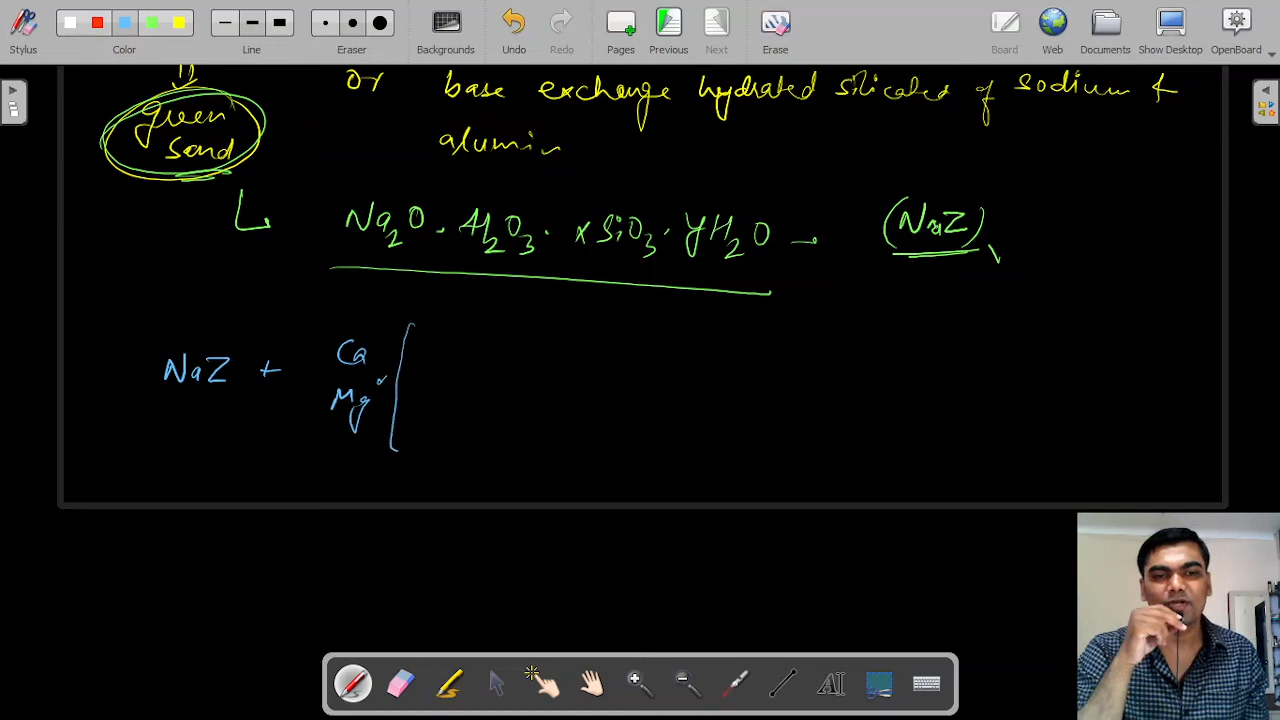 Stylus Color Line Eraser Backgrounds Undo Redo Pages Previous Next Erase Board Web Documents Show Desktop OpenBoard
or base exchange hydrated silicates of sodium &
green
sand
alumin
Na2O. Al2O3. xSiO3. yH2O → (NaZ)
NaZ + Ca
Mg
AI